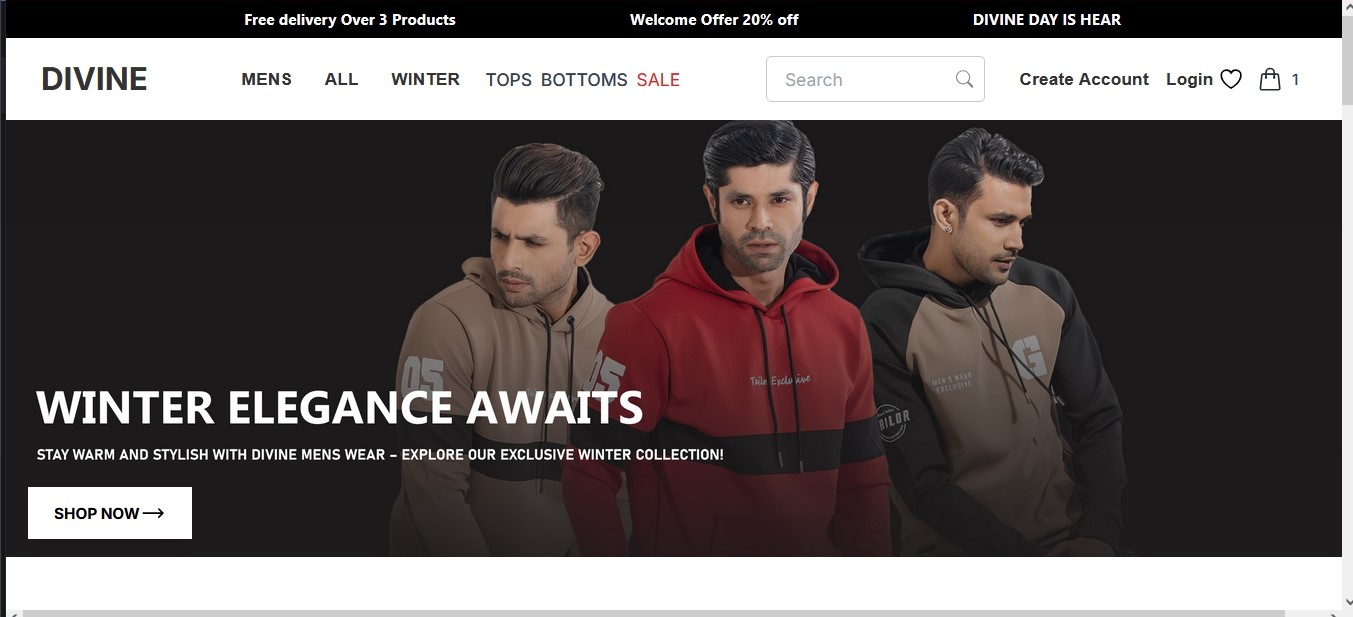 Free delivery Over 3 Products Welcome Offer 20% off DIVINE DAY IS HEAR
DIVINE MENS ALL WINTER TOPS BOTTOMS SALE Search Create Account Login 1
05
05
Tailor Exclusive
G
MEN'S WEAR
EXCLUSIVE
WINTER ELEGANCE AWAITS
STAY WARM AND STYLISH WITH DIVINE MENS WEAR – EXPLORE OUR EXCLUSIVE WINTER COLLECTION!
SHOP NOW